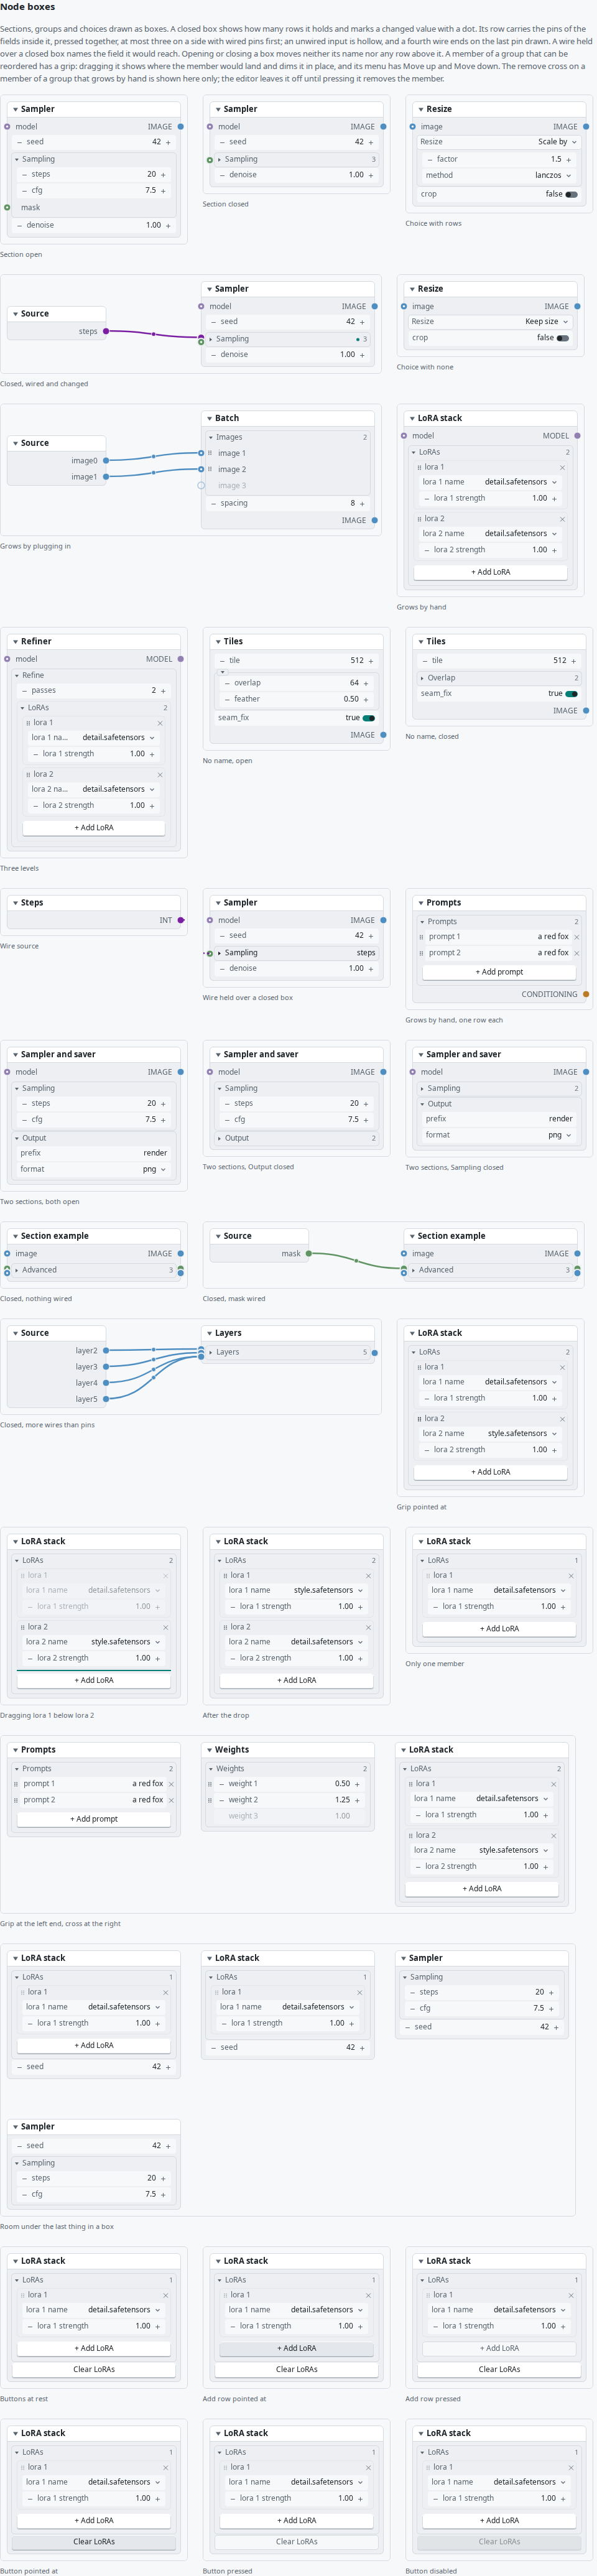 Node boxes
Sections, groups and choices drawn as boxes. A closed box shows how many rows it holds and marks a changed value with a dot. Its row carries the pins of the
fields inside it, pressed together, at most three on a side with wired pins first; an unwired input is hollow, and a fourth wire ends on the last pin drawn. A wire held
over a closed box names the field it would reach. Opening or closing a box moves neither its name nor any row above it. A member of a group that can be
reordered has a grip: dragging it shows where the member would land and dims it in place, and its menu has Move up and Move down. The remove cross on a
member of a group that grows by hand is shown here only; the editor leaves it off until pressing it removes the member.
Sampler
model IMAGE
seed 42
Sampling
steps 20
cfg 7.5
mask
denoise 1.00
Section open
Sampler
model IMAGE
seed 42
Sampling 3
denoise 1.00
Section closed
Resize
image IMAGE
Resize Scale by
factor 1.5
method lanczos
crop false
Choice with rows
Source
steps
Sampler
model IMAGE
seed 42
Sampling 3
denoise 1.00
Closed, wired and changed
Resize
image IMAGE
Resize Keep size
crop false
Choice with none
Source
image0
image1
Batch
Images 2
image 1
image 2
image 3
spacing 8
IMAGE
Grows by plugging in
LoRA stack
model MODEL
LoRAs 2
lora 1
lora 1 name detail.safetensors
lora 1 strength 1.00
lora 2
lora 2 name detail.safetensors
lora 2 strength 1.00
+ Add LoRA
Grows by hand
Refiner
model MODEL
Refine
passes 2
LoRAs 2
lora 1
lora 1 na... detail.safetensors
lora 1 strength 1.00
lora 2
lora 2 na... detail.safetensors
lora 2 strength 1.00
+ Add LoRA
Three levels
Tiles
tile 512
overlap 64
feather 0.50
seam_fix true
IMAGE
No name, open
Tiles
tile 512
Overlap 2
seam_fix true
IMAGE
No name, closed
Steps
INT
Wire source
Sampler
model IMAGE
seed 42
Sampling steps
denoise 1.00
Wire held over a closed box
Prompts
Prompts 2
prompt 1 a red fox
prompt 2 a red fox
+ Add prompt
CONDITIONING
Grows by hand, one row each
Sampler and saver
model IMAGE
Sampling
steps 20
cfg 7.5
Output
prefix render
format png
Two sections, both open
Sampler and saver
model IMAGE
Sampling
steps 20
cfg 7.5
Output 2
Two sections, Output closed
Sampler and saver
model IMAGE
Sampling 2
Output
prefix render
format png
Two sections, Sampling closed
Section example
image IMAGE
Advanced 3
Closed, nothing wired
Source
mask
Section example
image IMAGE
Advanced 3
Closed, mask wired
Source
layer2
layer3
layer4
layer5
Layers
Layers 5
Closed, more wires than pins
LoRA stack
LoRAs 2
lora 1
lora 1 name detail.safetensors
lora 1 strength 1.00
lora 2
lora 2 name style.safetensors
lora 2 strength 1.00
+ Add LoRA
Grip pointed at
LoRA stack
LoRAs 2
lora 1
lora 1 name detail.safetensors
lora 1 strength 1.00
lora 2
lora 2 name style.safetensors
lora 2 strength 1.00
+ Add LoRA
Dragging lora 1 below lora 2
LoRA stack
LoRAs 2
lora 1
lora 1 name style.safetensors
lora 1 strength 1.00
lora 2
lora 2 name detail.safetensors
lora 2 strength 1.00
+ Add LoRA
After the drop
LoRA stack
LoRAs 1
lora 1
lora 1 name detail.safetensors
lora 1 strength 1.00
+ Add LoRA
Only one member
Prompts
Prompts 2
prompt 1 a red fox
prompt 2 a red fox
+ Add prompt
Weights
Weights 2
weight 1 0.50
weight 2 1.25
weight 3 1.00
LoRA stack
LoRAs 2
lora 1
lora 1 name detail.safetensors
lora 1 strength 1.00
lora 2
lora 2 name style.safetensors
lora 2 strength 1.00
+ Add LoRA
Grip at the left end, cross at the right
LoRA stack
LoRAs 1
lora 1
lora 1 name detail.safetensors
lora 1 strength 1.00
+ Add LoRA
seed 42
LoRA stack
LoRAs 1
lora 1
lora 1 name detail.safetensors
lora 1 strength 1.00
seed 42
Sampler
Sampling
steps 20
cfg 7.5
seed 42
Sampler
seed 42
Sampling
steps 20
cfg 7.5
Room under the last thing in a box
LoRA stack
LoRAs 1
lora 1
lora 1 name detail.safetensors
lora 1 strength 1.00
+ Add LoRA
Clear LoRAs
Buttons at rest
LoRA stack
LoRAs 1
lora 1
lora 1 name detail.safetensors
lora 1 strength 1.00
+ Add LoRA
Clear LoRAs
Add row pointed at
LoRA stack
LoRAs 1
lora 1
lora 1 name detail.safetensors
lora 1 strength 1.00
+ Add LoRA
Clear LoRAs
Add row pressed
LoRA stack
LoRAs 1
lora 1
lora 1 name detail.safetensors
lora 1 strength 1.00
+ Add LoRA
Clear LoRAs
Button pointed at
LoRA stack
LoRAs 1
lora 1
lora 1 name detail.safetensors
lora 1 strength 1.00
+ Add LoRA
Clear LoRAs
Button pressed
LoRA stack
LoRAs 1
lora 1
lora 1 name detail.safetensors
lora 1 strength 1.00
+ Add LoRA
Clear LoRAs
Button disabled